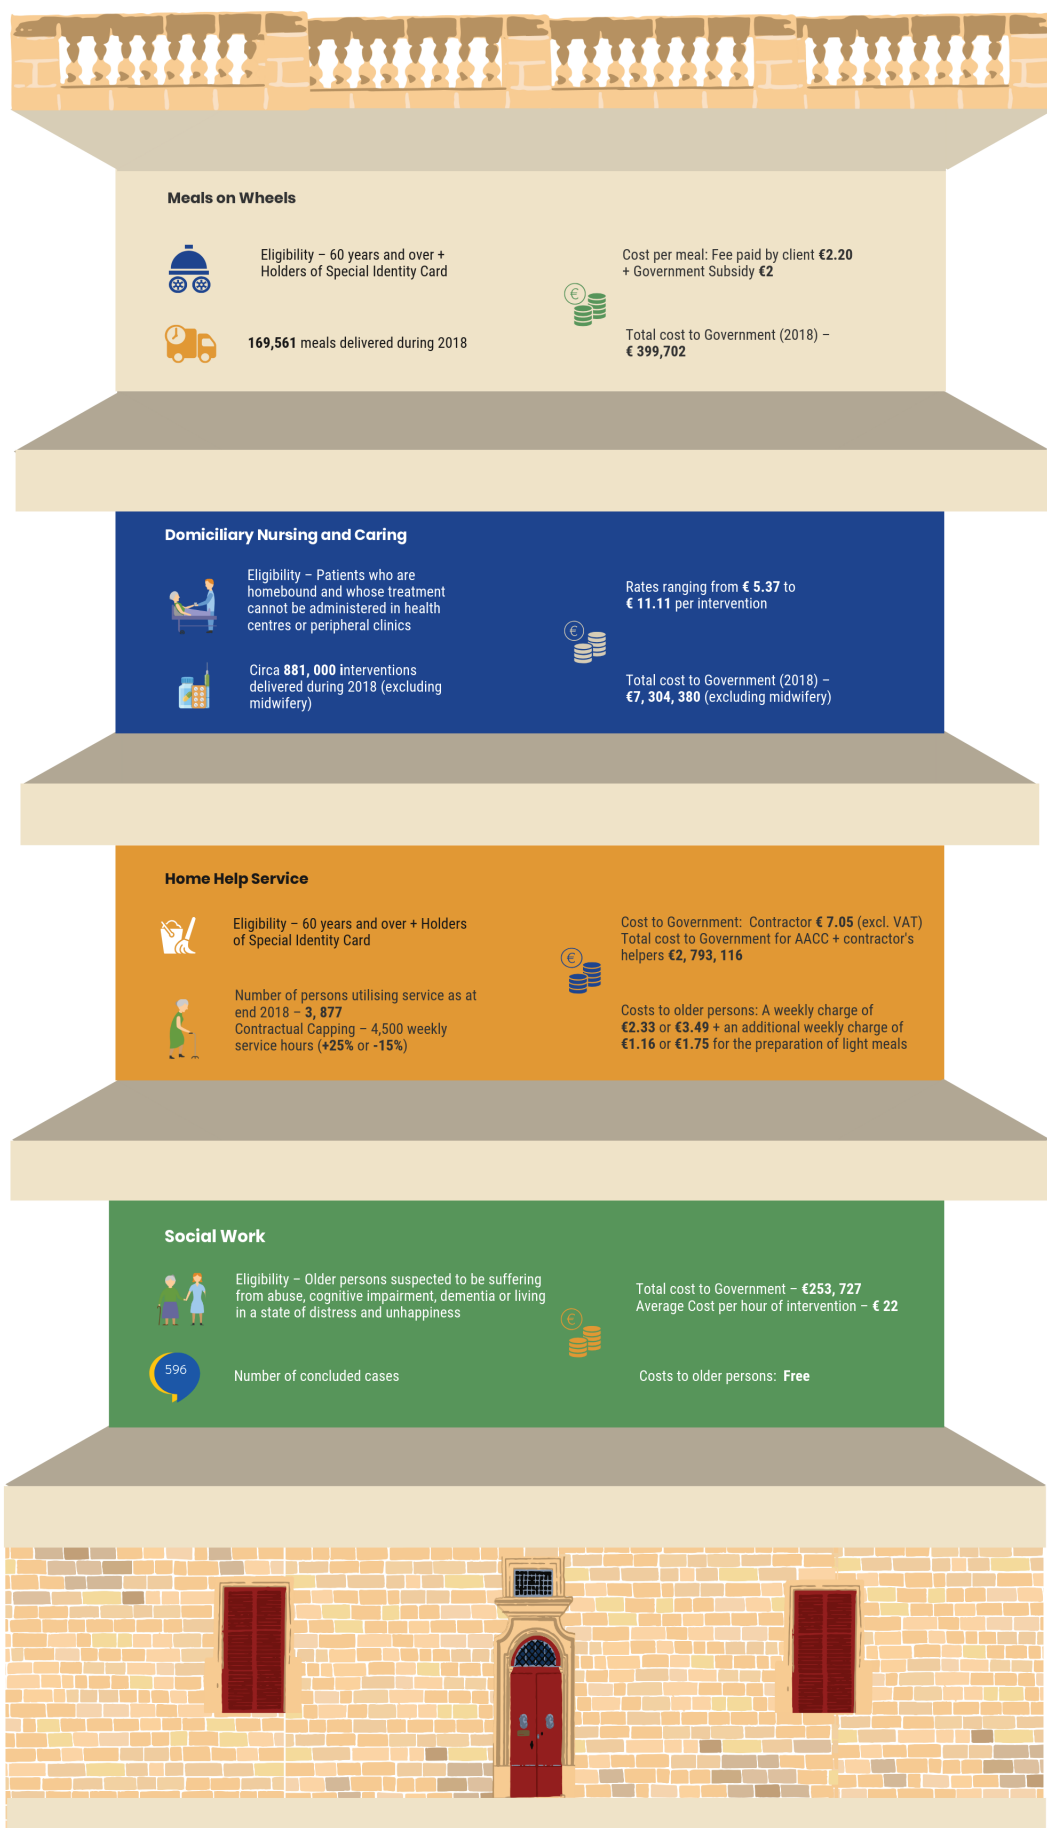 Meals on Wheels
Eligibility – 60 years and over +
Holders of Special Identity Card
169,561 meals delivered during 2018
Cost per meal: Fee paid by client €2.20
+ Government Subsidy €2
Total cost to Government (2018) –
€ 399,702
Domiciliary Nursing and Caring
Eligibility – Patients who are
homebound and whose treatment
cannot be administered in health
centres or peripheral clinics
Circa 881, 000 interventions
delivered during 2018 (excluding
midwifery)
Rates ranging from € 5.37 to
€ 11.11 per intervention
Total cost to Government (2018) –
€7, 304, 380 (excluding midwifery)
Home Help Service
Eligibility – 60 years and over + Holders
of Special Identity Card
Number of persons utilising service as at
end 2018 – 3, 877
Contractual Capping – 4,500 weekly
service hours (+25% or -15%)
Cost to Government: Contractor € 7.05 (excl. VAT)
Total cost to Government for AACC + contractor's
helpers €2, 793, 116
Costs to older persons: A weekly charge of
€2.33 or €3.49 + an additional weekly charge of
€1.16 or €1.75 for the preparation of light meals
Social Work
Eligibility – Older persons suspected to be suffering
from abuse, cognitive impairment, dementia or living
in a state of distress and unhappiness
596
Number of concluded cases
Total cost to Government – €253, 727
Average Cost per hour of intervention – € 22
Costs to older persons: Free